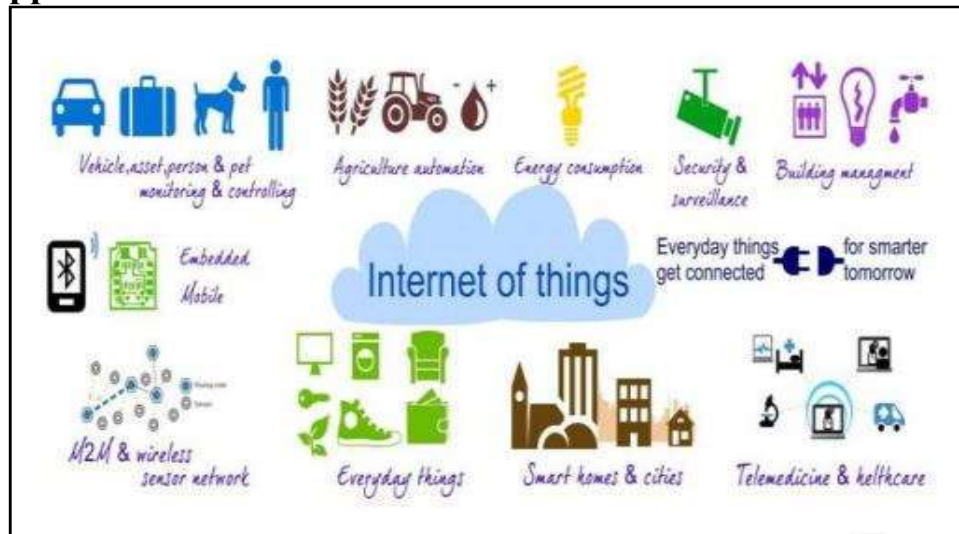 Vehicle,asset,person & pet
monitoring & controlling
Agriculture automation
Energy consumption
Security &
surveillance
Building managment
Embedded
Mobile
Internet of things
Everyday things
get connected
for smarter
tomorrow
M2M & wireless
sensor network
Everyday things
Smart homes & cities
Telemedicine & helthcare